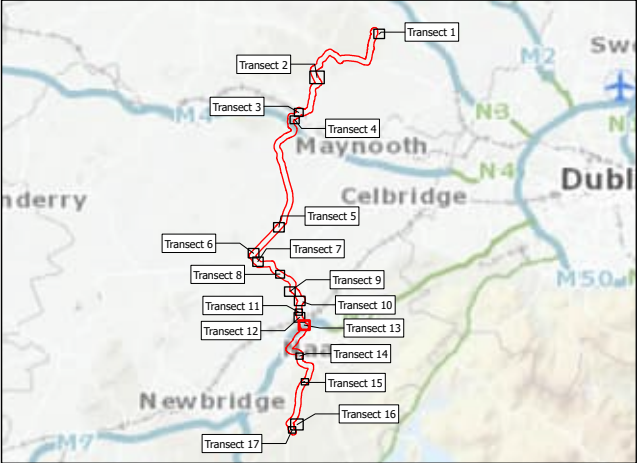 Transect 1
Swo
M2
Transect 2
N3
Transect 3
M4
Transect 4
Maynooth
N4
Dubl
Celbridge
nderry
Transect 5
Transect 6
Transect 7
Transect 8
M50
Transect 9
Transect 10
Transect 11
Transect 12
Transect 13
Naa
Transect 14
Transect 15
Newbridge
Transect 16
M7
Transect 17